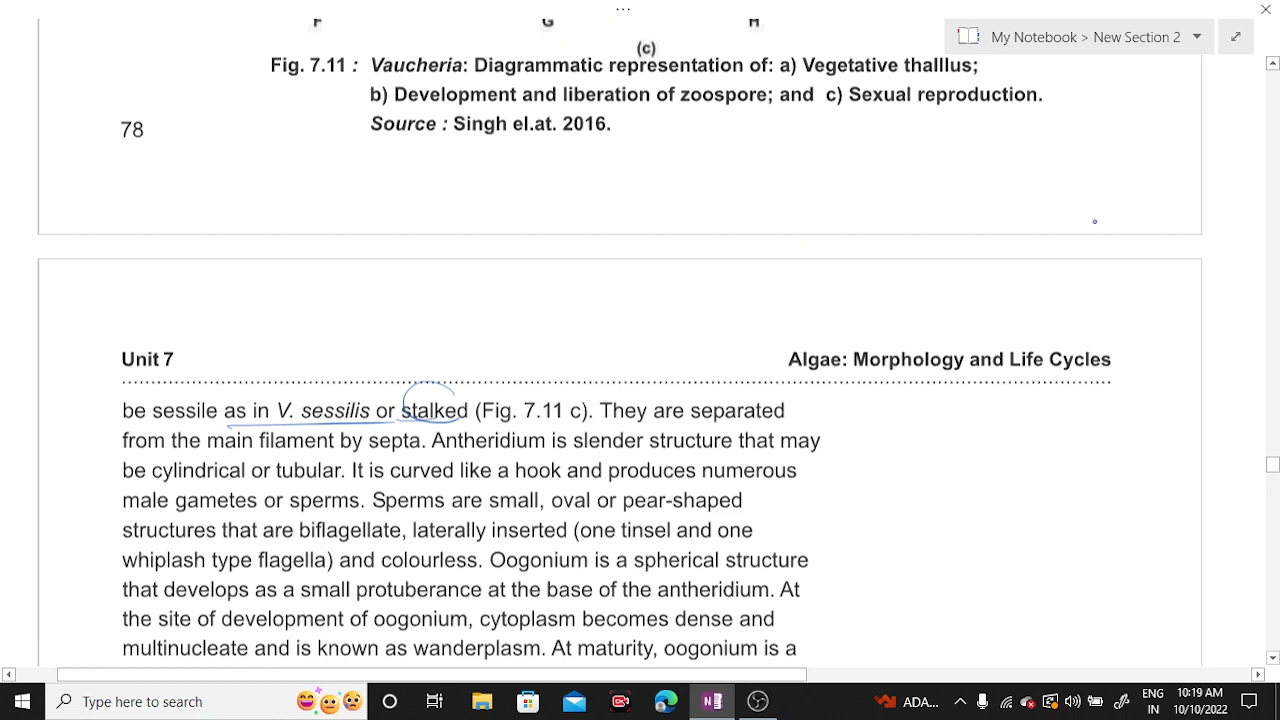 F G H
My Notebook > New Section 2
(c)
Fig. 7.11 : Vaucheria: Diagrammatic representation of: a) Vegetative thalllus;
b) Development and liberation of zoospore; and c) Sexual reproduction.
78
Source : Singh el.at. 2016.
Unit 7 Algae: Morphology and Life Cycles
be sessile as in V. sessilis or stalked (Fig. 7.11 c). They are separated
from the main filament by septa. Antheridium is slender structure that may
be cylindrical or tubular. It is curved like a hook and produces numerous
male gametes or sperms. Sperms are small, oval or pear-shaped
structures that are biflagellate, laterally inserted (one tinsel and one
whiplash type flagella) and colourless. Oogonium is a spherical structure
that develops as a small protuberance at the base of the antheridium. At
the site of development of oogonium, cytoplasm becomes dense and
multinucleate and is known as wanderplasm. At maturity, oogonium is a
Type here to search
ADA...
ENG
IN
10:19 AM
10/10/2022